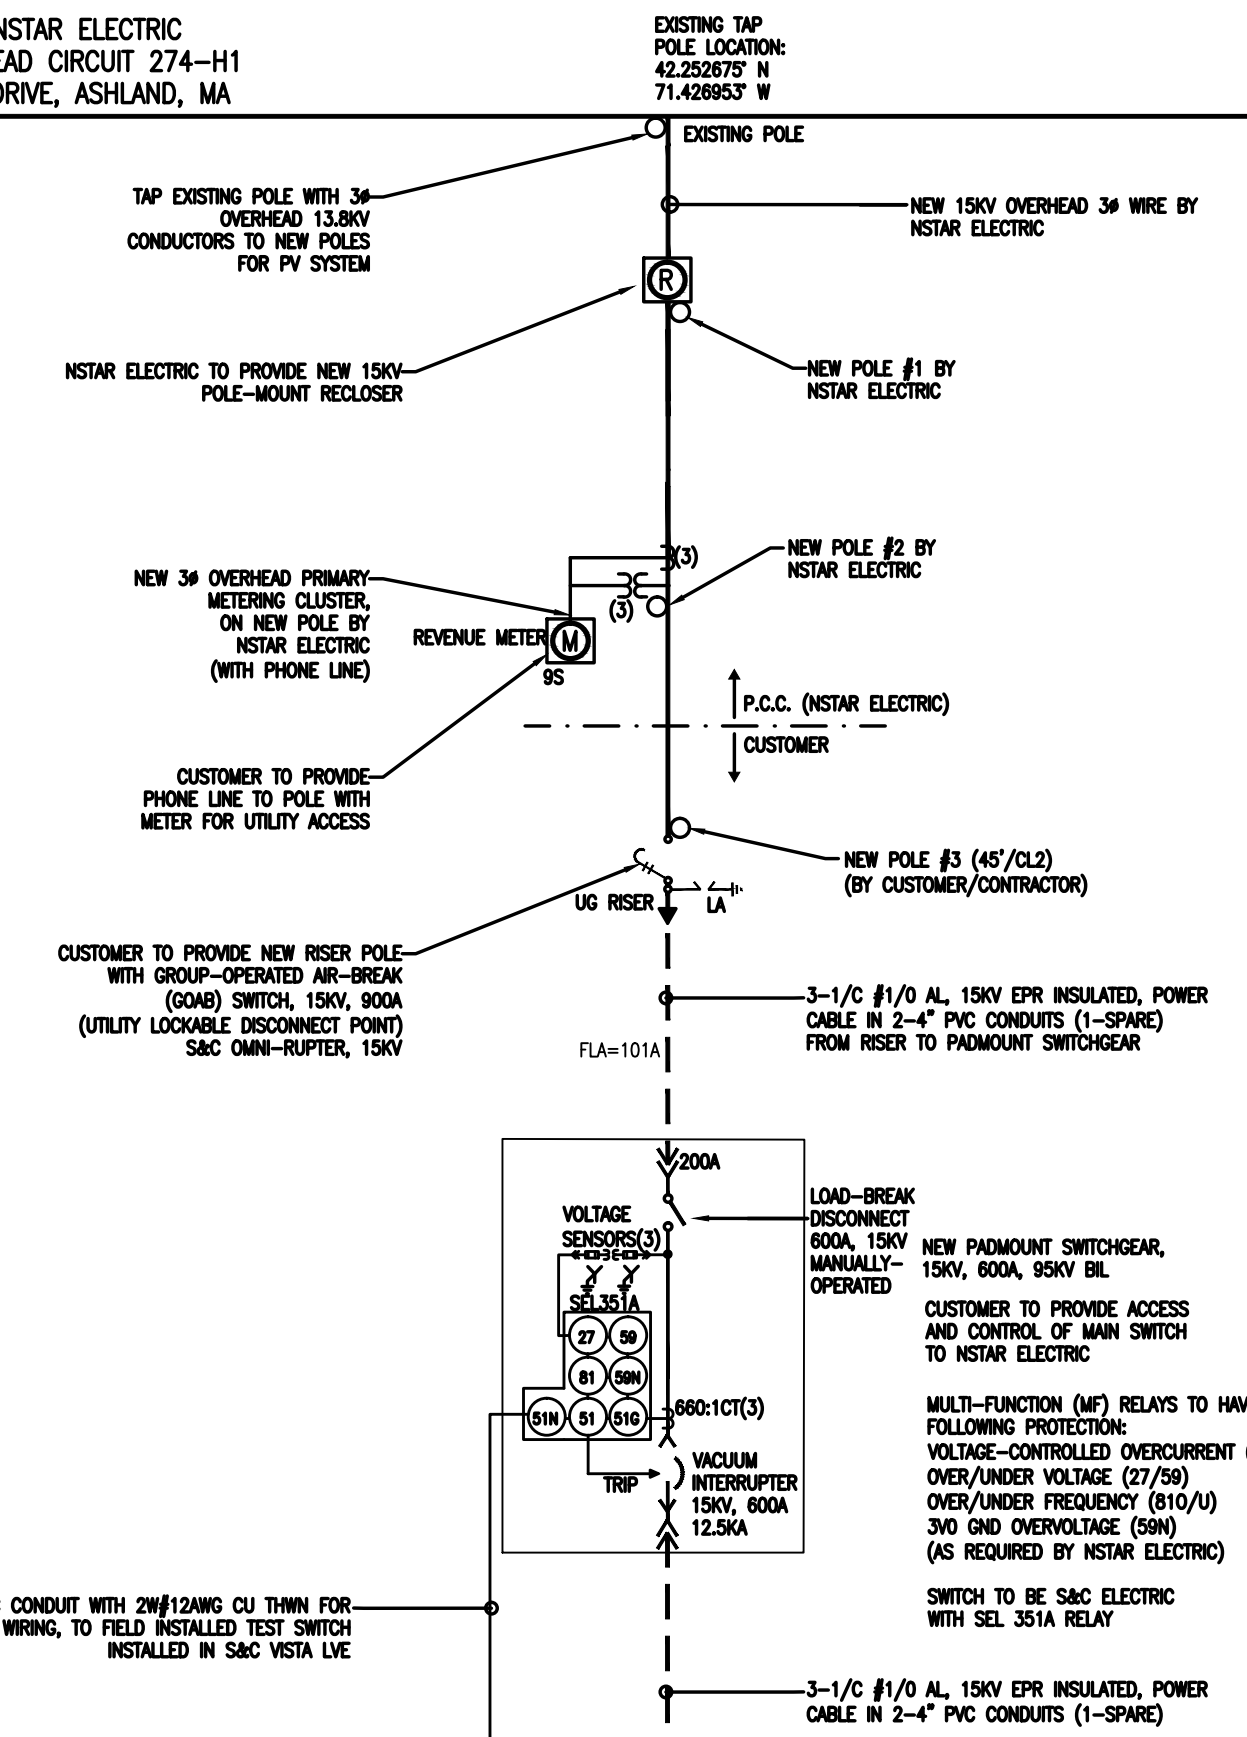 NSTAR ELECTRIC
EAD CIRCUIT 274-H1
DRIVE, ASHLAND, MA
EXISTING TAP
POLE LOCATION:
42.252675° N
71.426953° W
EXISTING POLE
TAP EXISTING POLE WITH 3ø
OVERHEAD 13.8KV
CONDUCTORS TO NEW POLES
FOR PV SYSTEM
NEW 15KV OVERHEAD 3ø WIRE BY
NSTAR ELECTRIC
R
NSTAR ELECTRIC TO PROVIDE NEW 15KV
POLE-MOUNT RECLOSER
NEW POLE #1 BY
NSTAR ELECTRIC
(3)
NEW POLE #2 BY
NSTAR ELECTRIC
NEW 3ø OVERHEAD PRIMARY
METERING CLUSTER,
ON NEW POLE BY
NSTAR ELECTRIC
(WITH PHONE LINE)
(3)
REVENUE METER
M
9S
P.C.C. (NSTAR ELECTRIC)
CUSTOMER
CUSTOMER TO PROVIDE
PHONE LINE TO POLE WITH
METER FOR UTILITY ACCESS
NEW POLE #3 (45'/CL2)
(BY CUSTOMER/CONTRACTOR)
UG RISER
LA
CUSTOMER TO PROVIDE NEW RISER POLE
WITH GROUP-OPERATED AIR-BREAK
(GOAB) SWITCH, 15KV, 900A
(UTILITY LOCKABLE DISCONNECT POINT)
S&C OMNI-RUPTER, 15KV
3-1/C #1/0 AL, 15KV EPR INSULATED, POWER
CABLE IN 2-4" PVC CONDUITS (1-SPARE)
FROM RISER TO PADMOUNT SWITCHGEAR
FLA=101A
200A
LOAD-BREAK
DISCONNECT
600A, 15KV
MANUALLY-
OPERATED
VOLTAGE
SENSORS(3)
SEL351A
27
59
81
59N
51N
51
51G
660:1CT(3)
TRIP
VACUUM
INTERRUPTER
15KV, 600A
12.5KA
NEW PADMOUNT SWITCHGEAR,
15KV, 600A, 95KV BIL
CUSTOMER TO PROVIDE ACCESS
AND CONTROL OF MAIN SWITCH
TO NSTAR ELECTRIC
MULTI-FUNCTION (MF) RELAYS TO HAV
FOLLOWING PROTECTION:
VOLTAGE-CONTROLLED OVERCURRENT (
OVER/UNDER VOLTAGE (27/59)
OVER/UNDER FREQUENCY (81O/U)
3V0 GND OVERVOLTAGE (59N)
(AS REQUIRED BY NSTAR ELECTRIC)
SWITCH TO BE S&C ELECTRIC
WITH SEL 351A RELAY
CONDUIT WITH 2W#12AWG CU THWN FOR
WIRING, TO FIELD INSTALLED TEST SWITCH
INSTALLED IN S&C VISTA LVE
3-1/C #1/0 AL, 15KV EPR INSULATED, POWER
CABLE IN 2-4" PVC CONDUITS (1-SPARE)